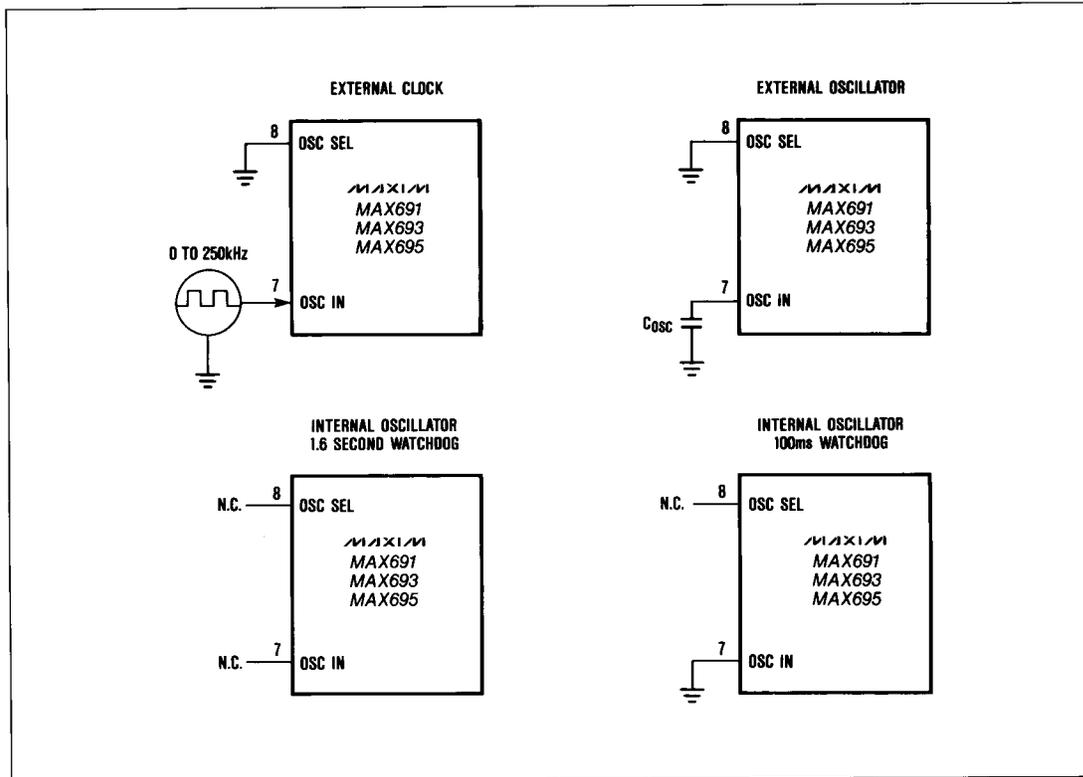 EXTERNAL CLOCK
8
OSC SEL
MAXIM
MAX691
MAX693
MAX695
0 TO 250kHz
7
OSC IN
EXTERNAL OSCILLATOR
8
OSC SEL
MAXIM
MAX691
MAX693
MAX695
7
OSC IN
COSC
INTERNAL OSCILLATOR
1.6 SECOND WATCHDOG
N.C.
8
OSC SEL
MAXIM
MAX691
MAX693
MAX695
N.C.
7
OSC IN
INTERNAL OSCILLATOR
100ms WATCHDOG
N.C.
8
OSC SEL
MAXIM
MAX691
MAX693
MAX695
7
OSC IN